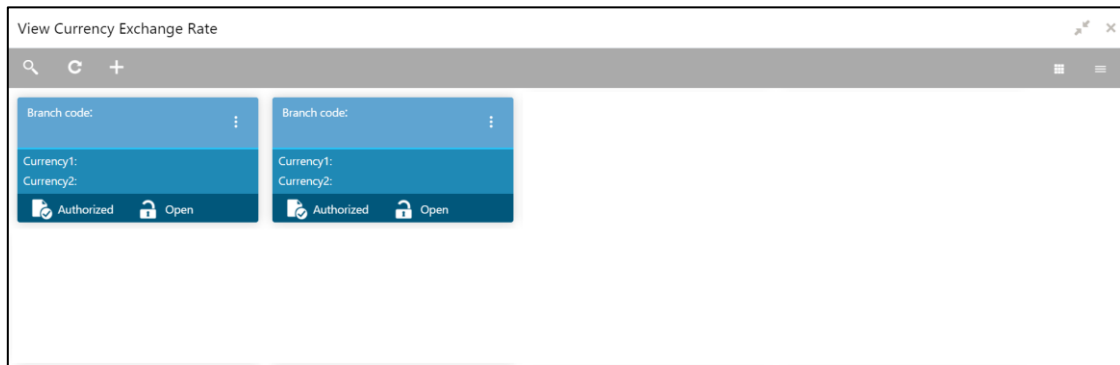 View Currency Exchange Rate
Branch code:
Currency1:
Currency2:
Authorized Open
Branch code:
Currency1:
Currency2:
Authorized Open